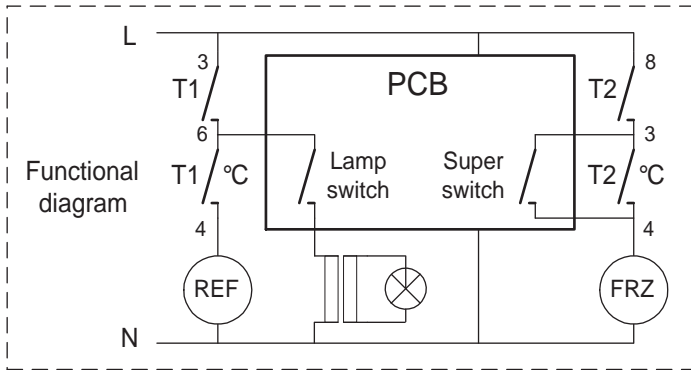 L
3
T1
PCB
T2
8
6
3
Functional
diagram
T1
°C
Lamp
switch
Super
switch
T2
°C
4
4
REF
FRZ
N